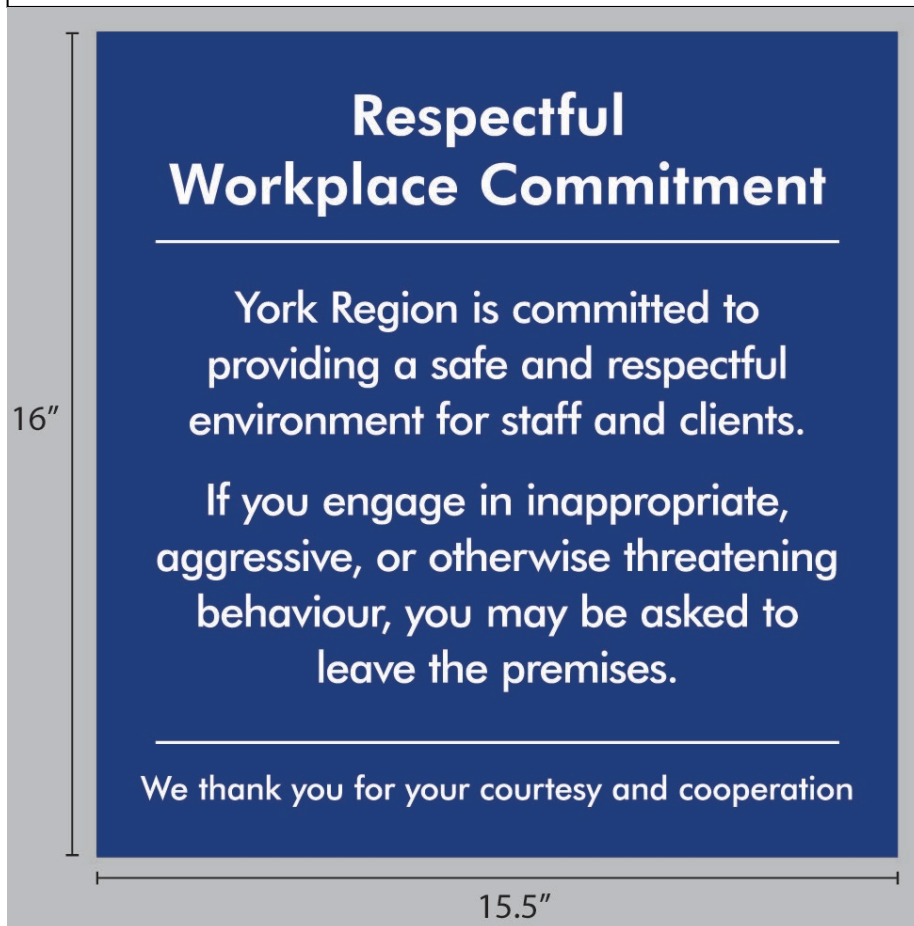 Respectful
Workplace Commitment
York Region is committed to
providing a safe and respectful
environment for staff and clients.
If you engage in inappropriate,
aggressive, or otherwise threatening
behaviour, you may be asked to
leave the premises.
We thank you for your courtesy and cooperation
16”
15.5”